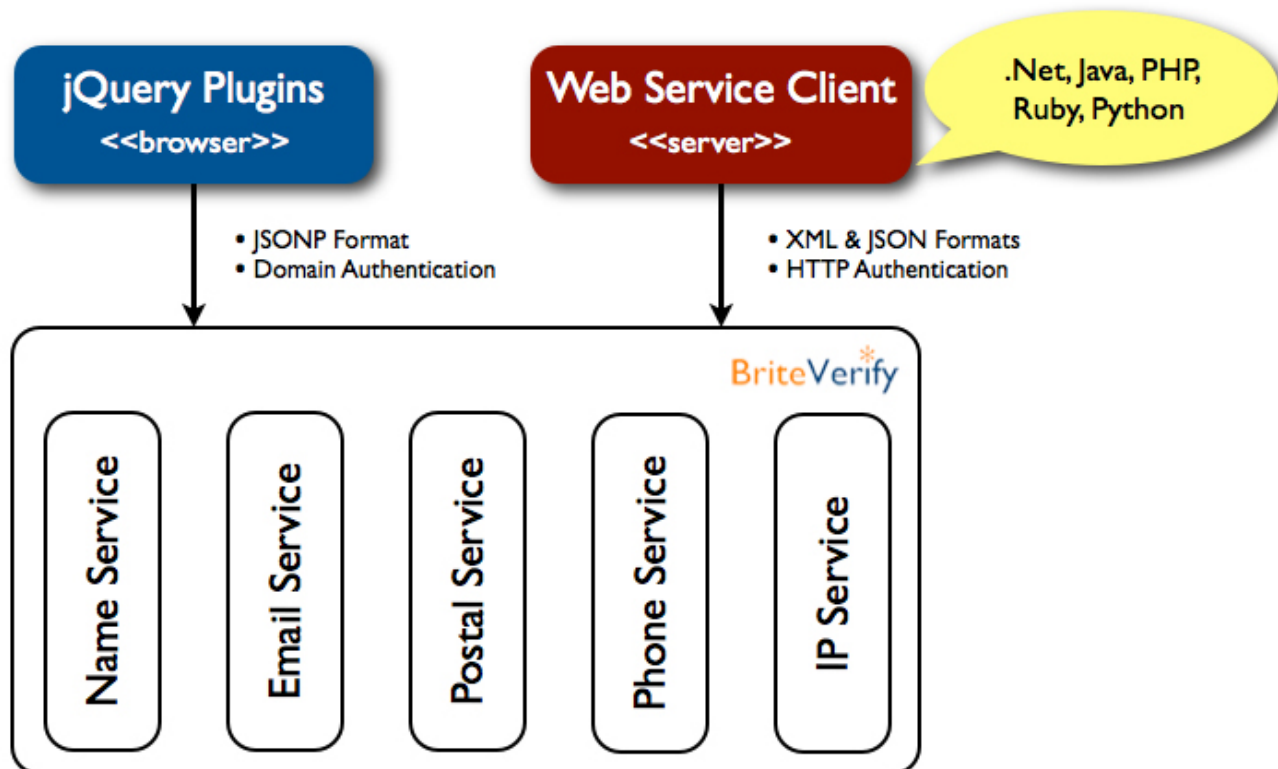 jQuery Plugins
<<browser>>
Web Service Client
<<server>>
.Net, Java, PHP,
Ruby, Python
• JSONP Format
• Domain Authentication
• XML & JSON Formats
• HTTP Authentication
BriteVerify
Name Service
Email Service
Postal Service
Phone Service
IP Service